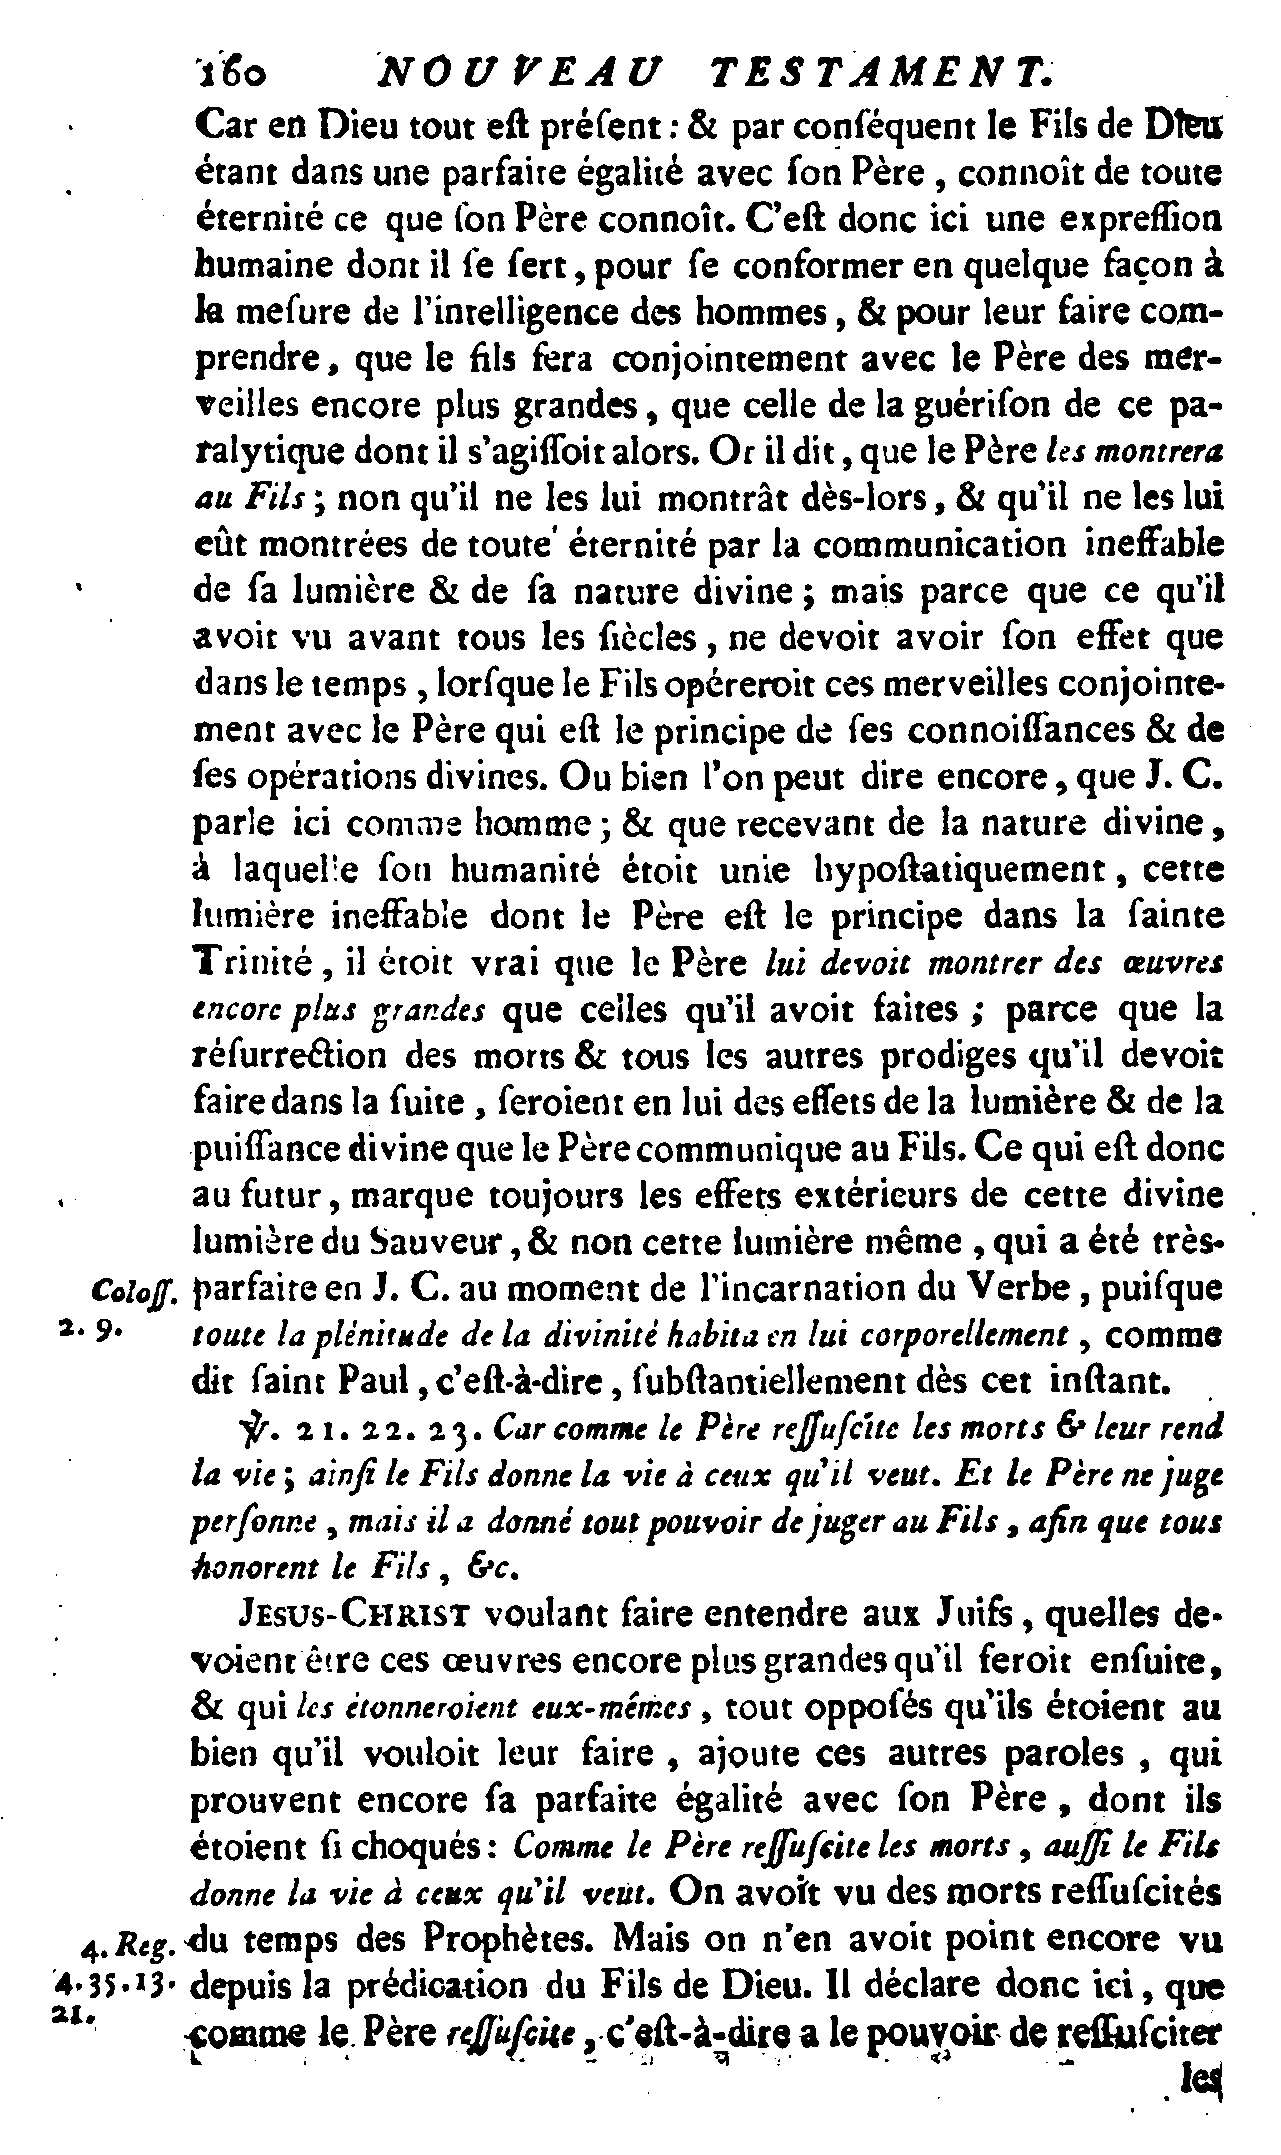 160 NOUVEAU TESTAMENT.
Car en Dieu tout eſt préſent : & par conſéquent le Fils de Dieu
étant dans une parfaite égalité avec ſon Père, connoît de toute
éternité ce que ſon Père connoît. C'eſt donc ici une expreſſion
humaine dont il ſe ſert, pour ſe conformer en quelque façon à
la meſure de l'intelligence des hommes, & pour leur faire com-
prendre, que le fils fera conjointement avec le Père des mer-
veilles encore plus grandes, que celle de la guériſon de ce pa-
ralytique dont il s'agiſſoit alors. Or il dit, que le Père les montrera
au Fils ; non qu'il ne les lui montrât dès-lors, & qu'il ne les lui
eût montrées de toute éternité par la communication ineffable
de ſa lumière & de ſa nature divine ; mais parce que ce qu'il
avoit vu avant tous les ſiècles, ne devoit avoir ſon effet que
dans le temps, lorſque le Fils opéreroit ces merveilles conjointe-
ment avec le Père qui eſt le principe de ſes connoiſſances & de
ſes opérations divines. Ou bien l'on peut dire encore, que J. C.
parle ici comme homme ; & que recevant de la nature divine,
à laquelle ſon humanité étoit unie hypoſtatiquement, cette
lumière ineffable dont le Père eſt le principe dans la ſainte
Trinité, il étoit vrai que le Père lui devoit montrer des œuvres
encore plus grandes que celles qu'il avoit faites ; parce que la
réſurrection des morts & tous les autres prodiges qu'il devoit
faire dans la ſuite, ſeroient en lui des effets de la lumière & de la
puiſſance divine que le Père communique au Fils. Ce qui eſt donc
au futur, marque toujours les effets extérieurs de cette divine
lumière du Sauveur, & non cette lumière même, qui a été très-
Coloſſ. parfaite en J. C. au moment de l'incarnation du Verbe, puiſque
2. 9. toute la plénitude de la divinité habita en lui corporellement, comme
dit ſaint Paul, c'eſt-à-dire, ſubſtantiellement dès cet inſtant.
℣. 21. 22. 23. Car comme le Père reſſuſcite les morts & leur rend
la vie ; ainſi le Fils donne la vie à ceux qu'il veut. Et le Père ne juge
perſonne, mais il a donné tout pouvoir de juger au Fils, afin que tous
honorent le Fils, &c.
JESUS-CHRIST voulant faire entendre aux Juifs, quelles de-
voient être ces œuvres encore plus grandes qu'il feroit enſuite,
& qui les étonneroient eux-mêmes, tout oppoſés qu'ils étoient au
bien qu'il vouloit leur faire, ajoute ces autres paroles, qui
prouvent encore ſa parfaite égalité avec ſon Père, dont ils
étoient ſi choqués : Comme le Père reſſuſcite les morts, auſſi le Fils
donne la vie à ceux qu'il veut. On avoit vu des morts reſſuſcités
4. Reg. du temps des Prophètes. Mais on n'en avoit point encore vu
4. 35. 13. depuis la prédication du Fils de Dieu. Il déclare donc ici, que
21. comme le Père reſſuſcite, c'eſt-à-dire a le pouvoir de reſſuſciter
les